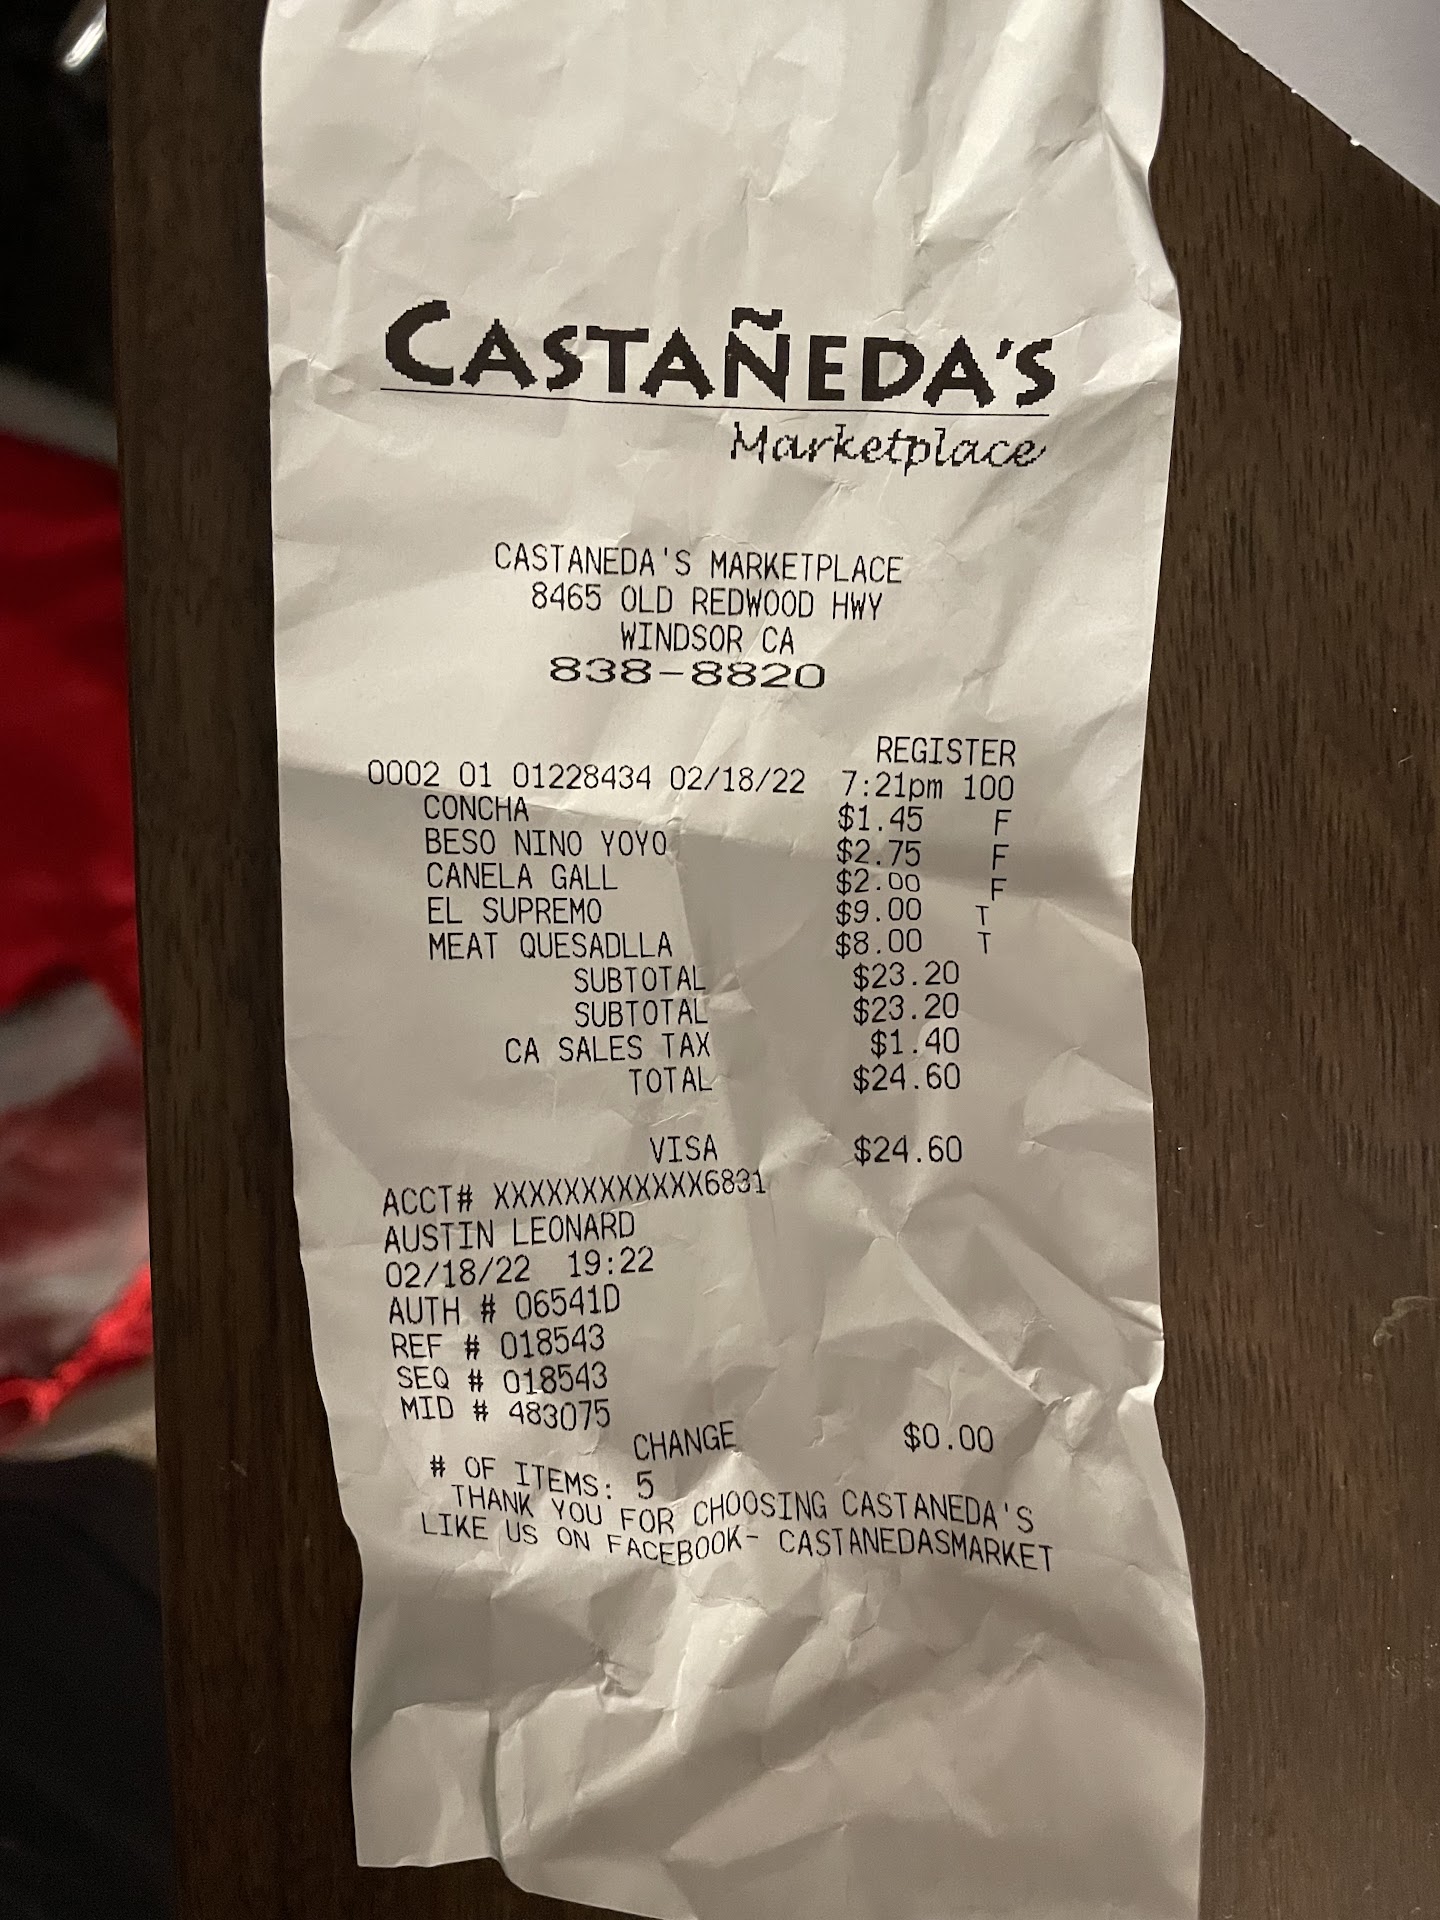 CASTAÑEDA'S
Marketplace
CASTANEDA'S MARKETPLACE
8465 OLD REDWOOD HWY
WINDSOR CA
838-8820
REGISTER
0002 01 01228434 02/18/22 7:21pm 100
CONCHA $1.45 F
BESO NINO YOYO $2.75 F
CANELA GALL $2.00 F
EL SUPREMO $9.00 T
MEAT QUESADLLA $8.00 T
SUBTOTAL $23.20
SUBTOTAL $23.20
CA SALES TAX $1.40
TOTAL $24.60
VISA $24.60
ACCT# XXXXXXXXXXXX6831
AUSTIN LEONARD
02/18/22 19:22
AUTH # 06541D
REF # 018543
SEQ # 018543
MID # 483075
CHANGE $0.00
# OF ITEMS: 5
THANK YOU FOR CHOOSING CASTANEDA'S
LIKE US ON FACEBOOK- CASTANEDASMARKET